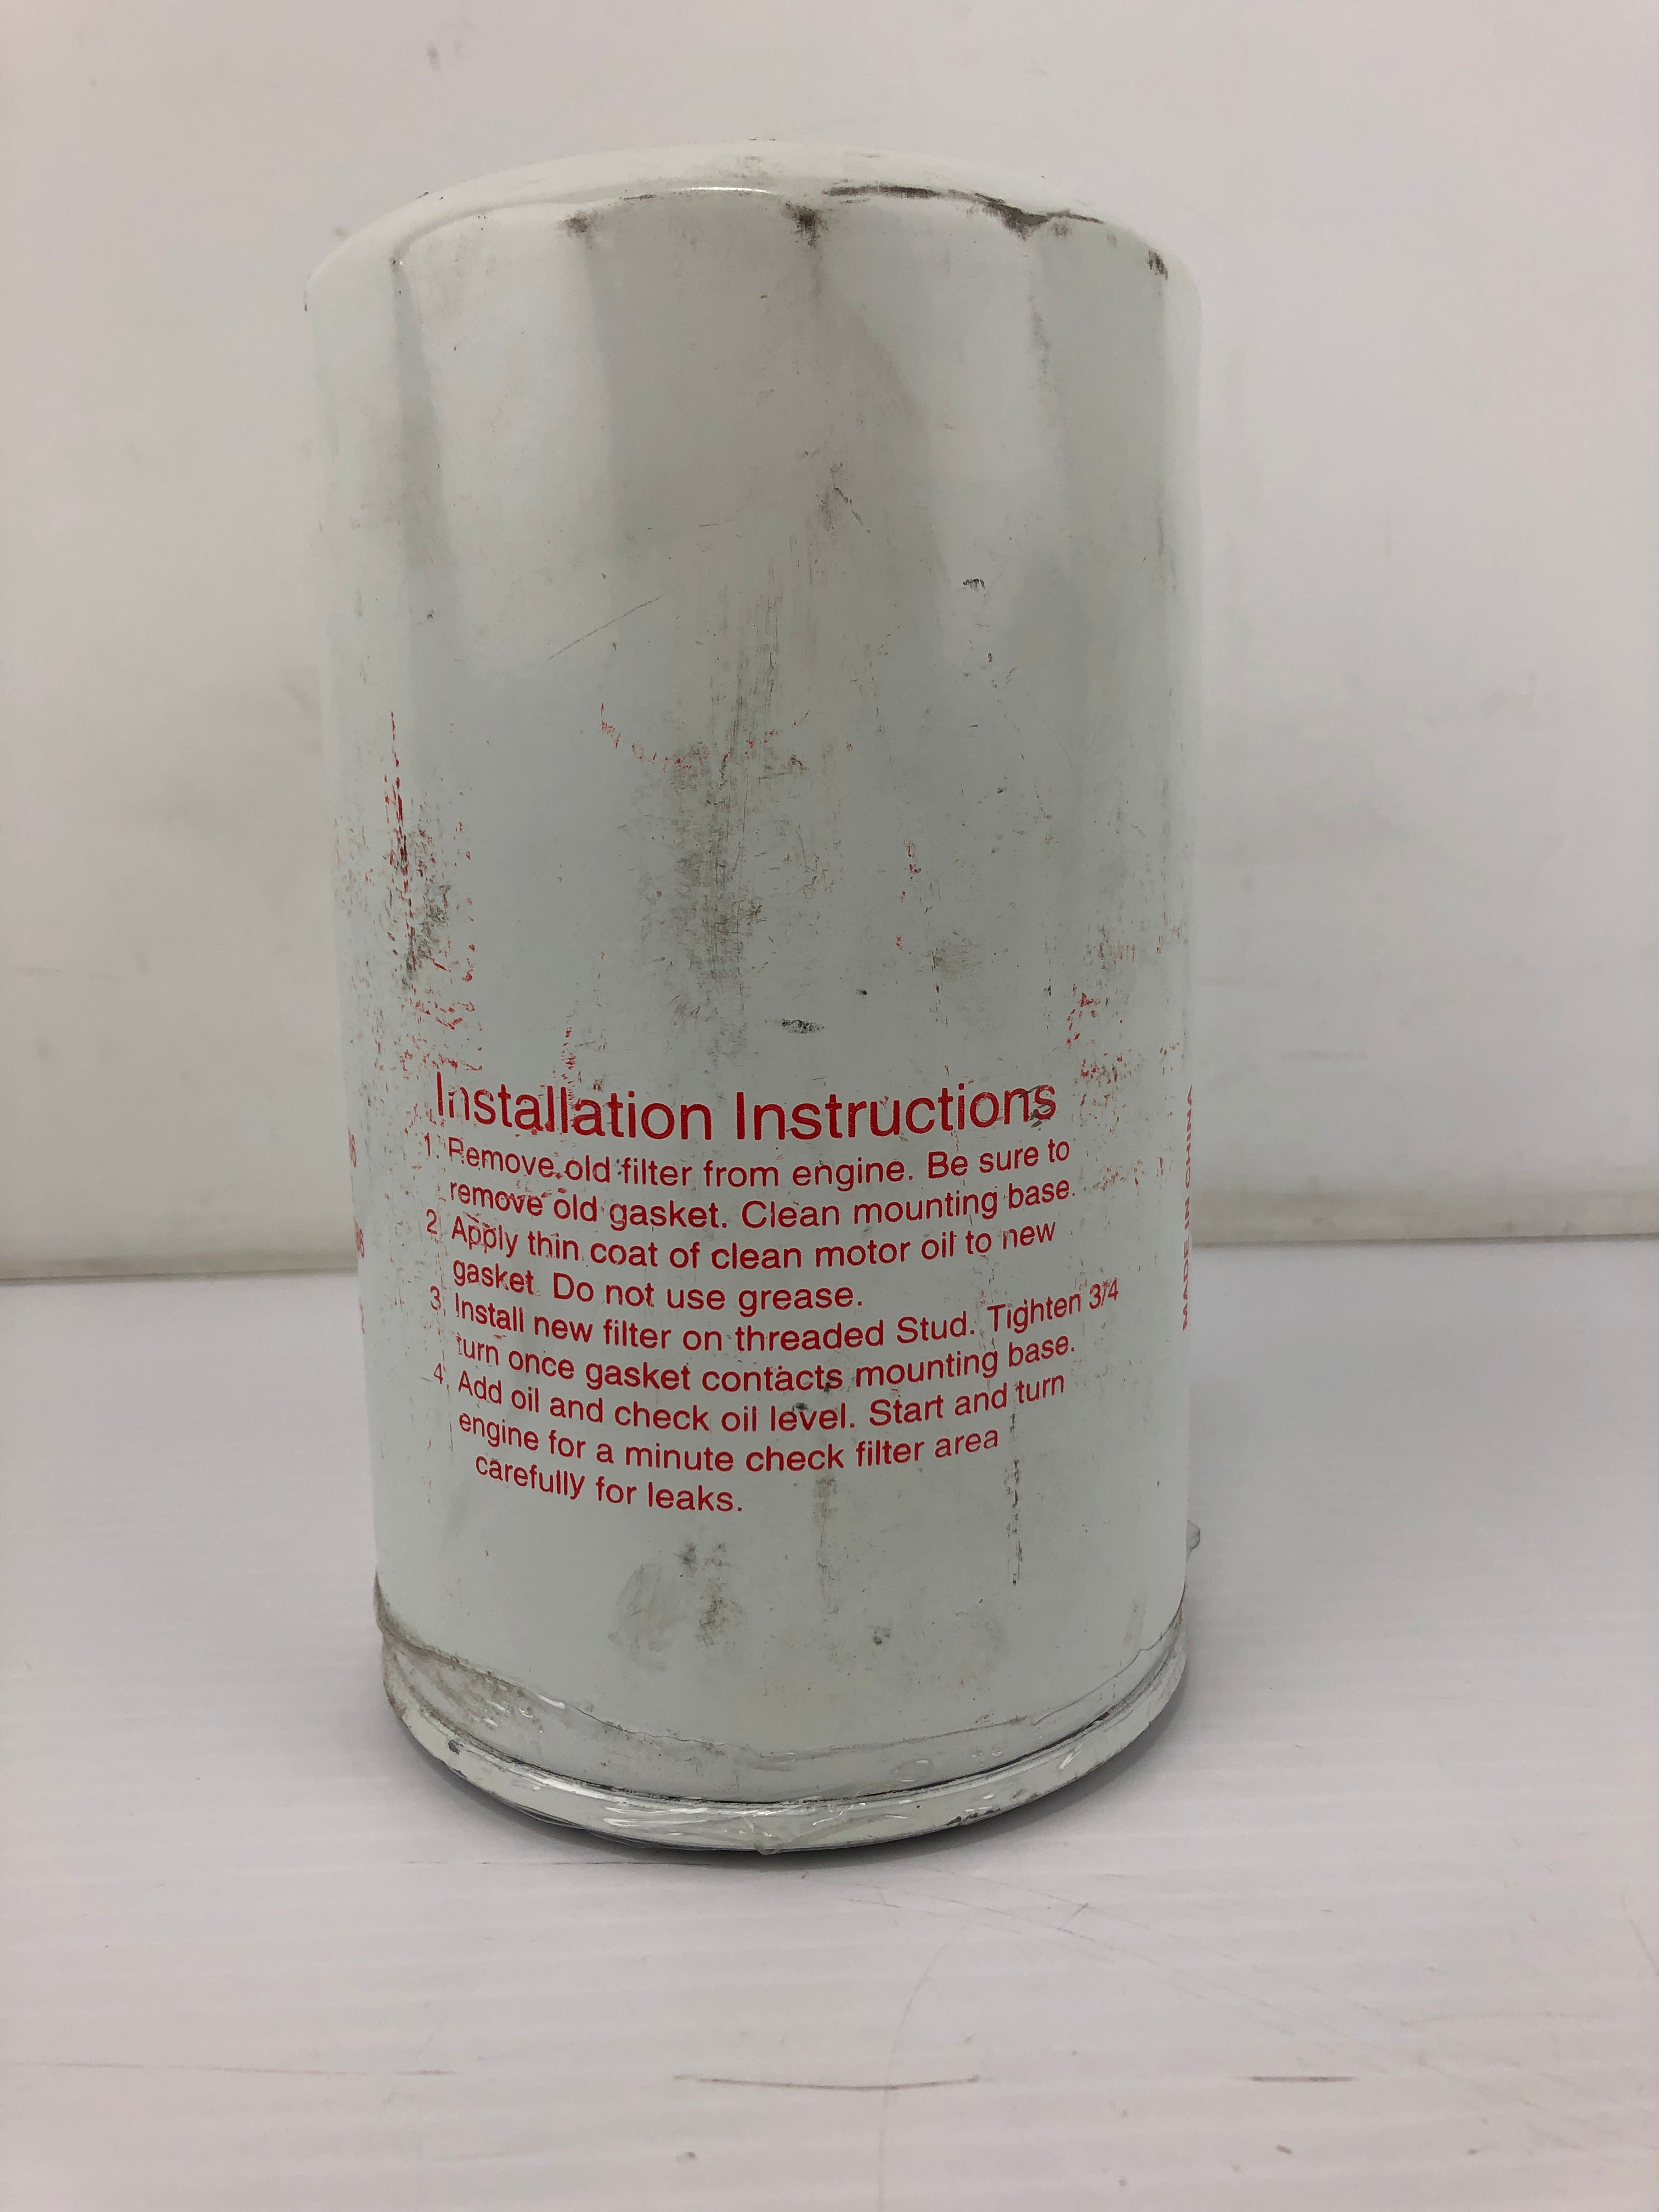 Installation Instructions
1. Remove old filter from engine. Be sure to
remove old gasket. Clean mounting base.
2. Apply thin coat of clean motor oil to new
gasket. Do not use grease.
3. Install new filter on threaded Stud. Tighten 3/4
turn once gasket contacts mounting base.
4. Add oil and check oil level. Start and turn
engine for a minute check filter area
carefully for leaks.
MADE IN CHINA